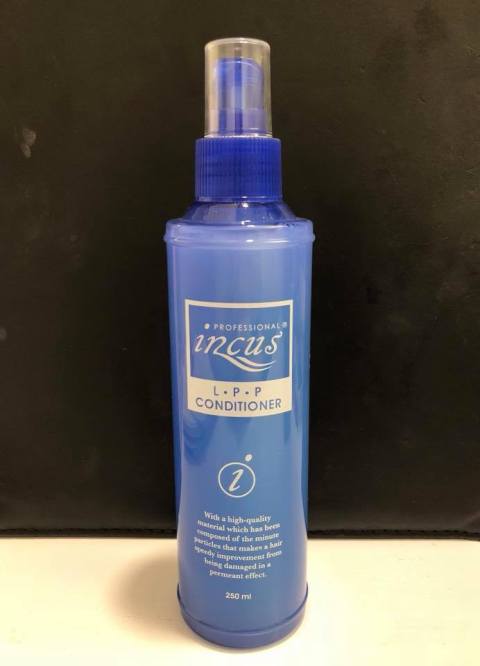 PROFESSIONAL®
incus
L·P·P
CONDITIONER
i
With a high-quality
material which has been
composed of the minute
particles that makes a hair
speedy improvement from
being damaged in a
permeant effect.
250 ml